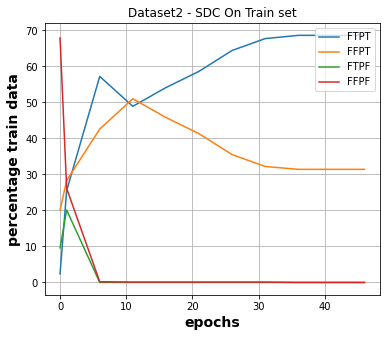 Dataset2 - SDC On Train set
percentage train data
70
60
50
40
30
20
10
0
FTPT
FFPT
FTPF
FFPF
0
10
20
30
40
epochs